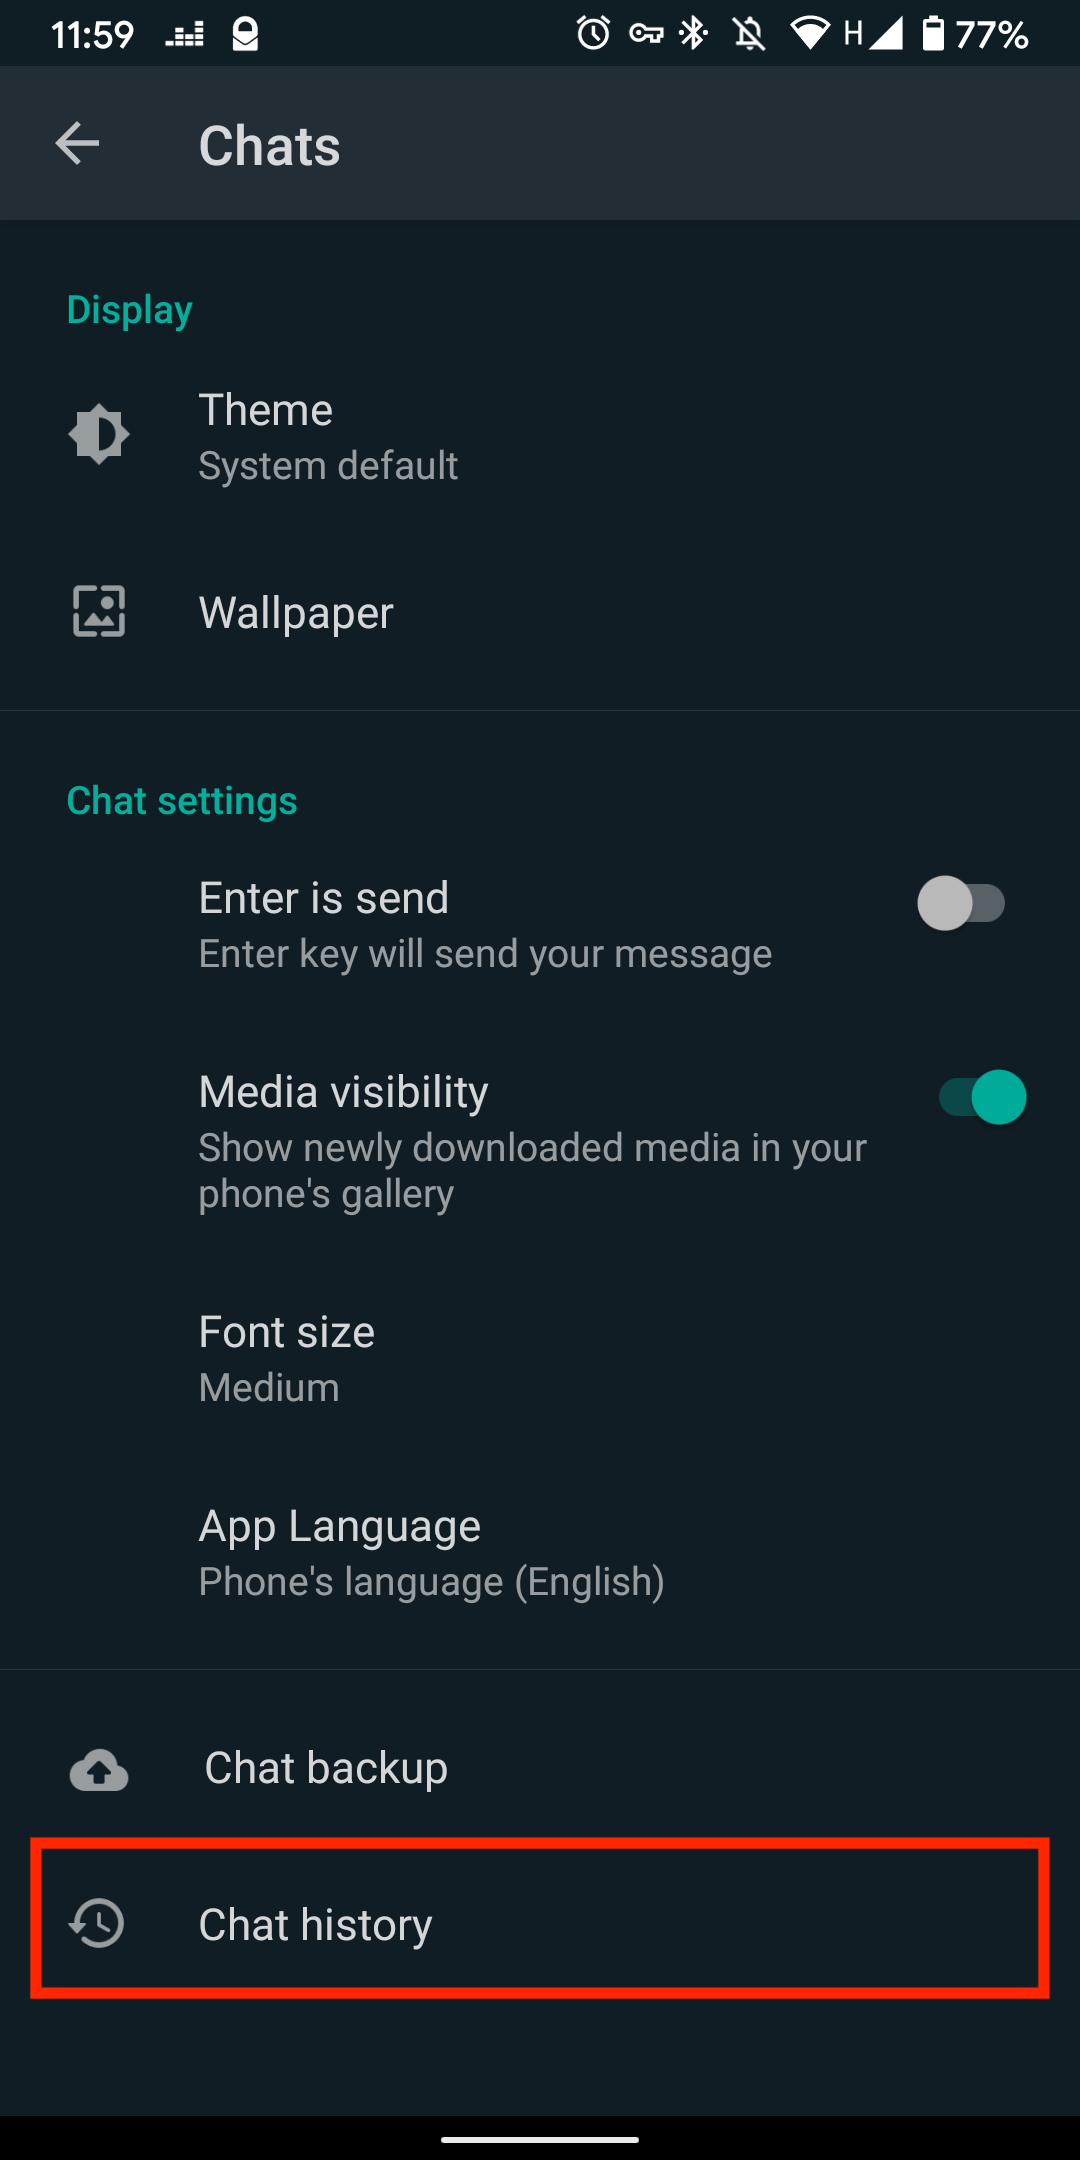 11:59 H 77%
Chats
Display
Theme
System default
Wallpaper
Chat settings
Enter is send
Enter key will send your message
Media visibility
Show newly downloaded media in your
phone's gallery
Font size
Medium
App Language
Phone's language (English)
Chat backup
Chat history